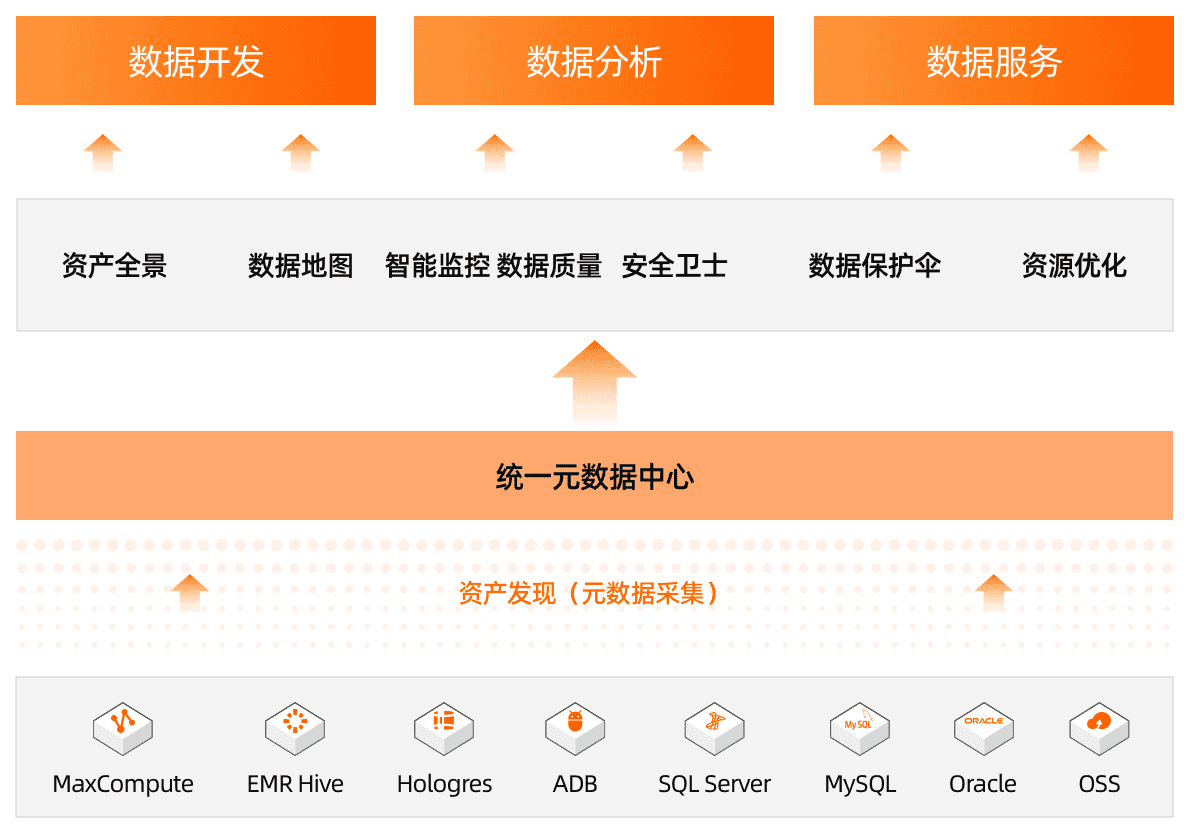 数据开发 数据分析 数据服务
资产全景 数据地图 智能监控 数据质量 安全卫士 数据保护伞 资源优化
统一元数据中心
资产发现（元数据采集）
My SQL ORACLE
MaxCompute EMR Hive Hologres ADB SQL Server MySQL Oracle OSS